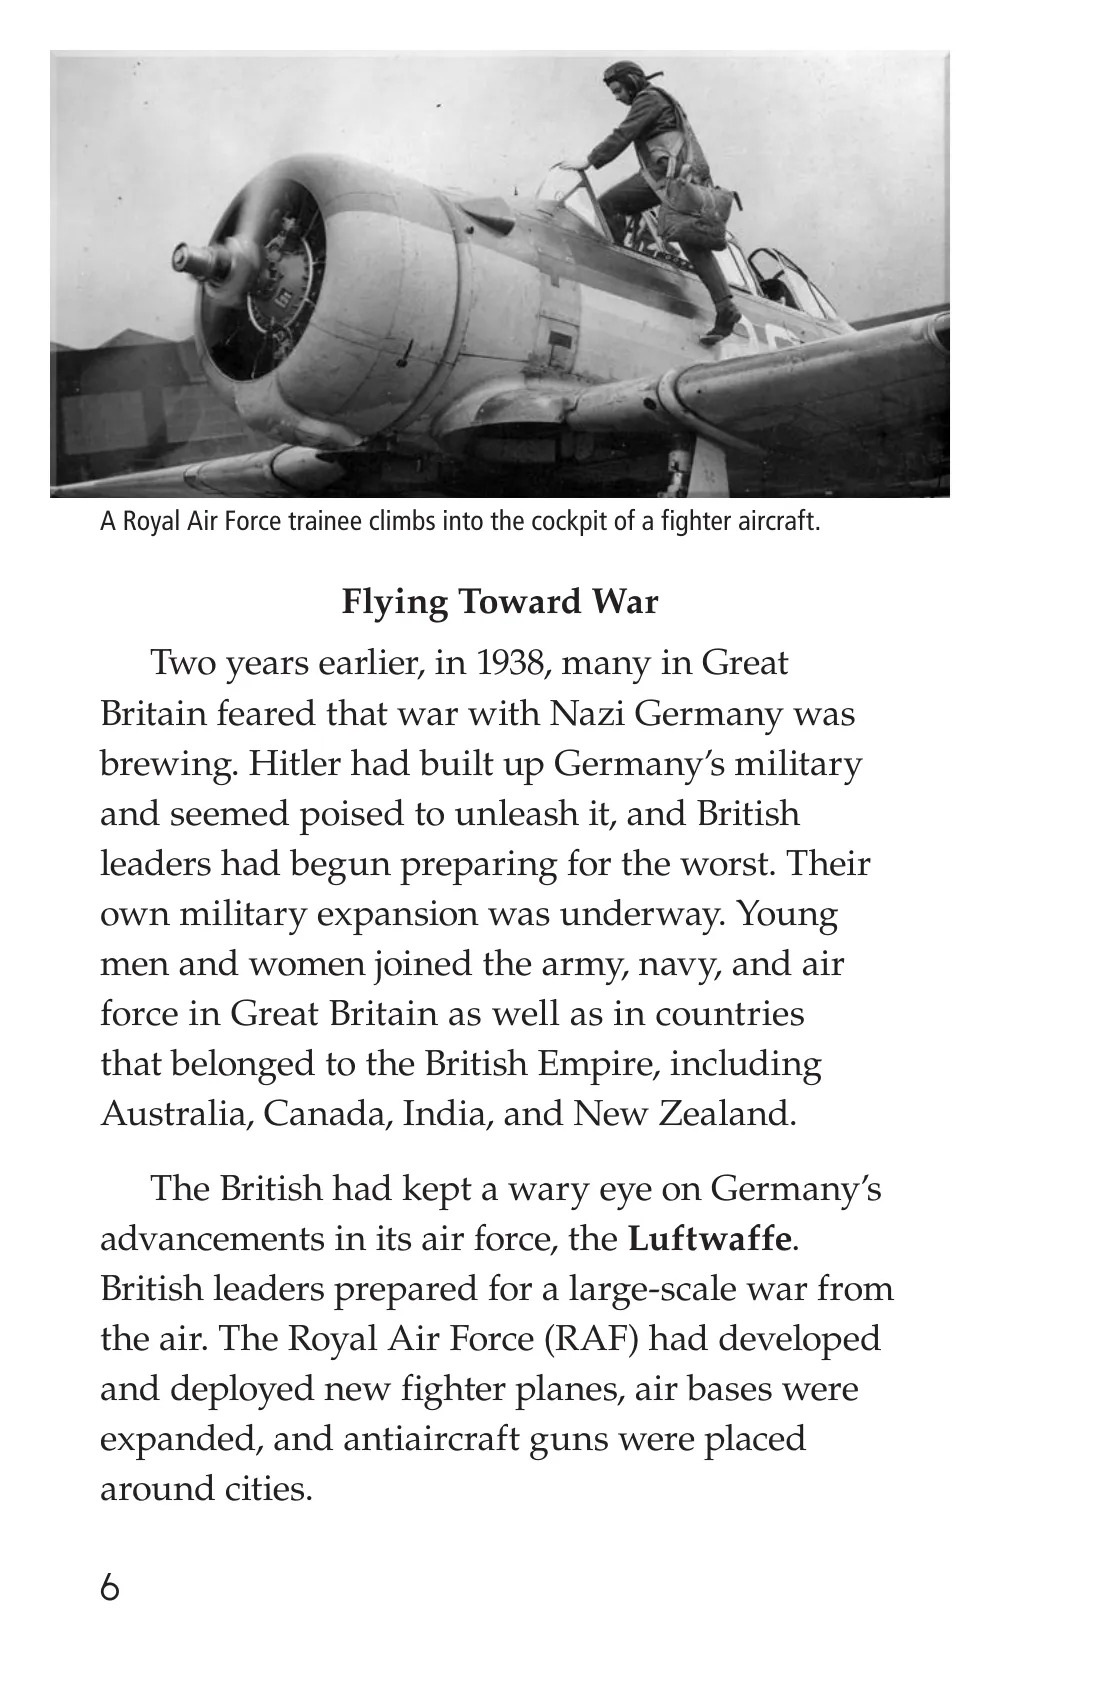 A Royal Air Force trainee climbs into the cockpit of a fighter aircraft.
Flying Toward War
Two years earlier, in 1938, many in Great
Britain feared that war with Nazi Germany was
brewing. Hitler had built up Germany’s military
and seemed poised to unleash it, and British
leaders had begun preparing for the worst. Their
own military expansion was underway. Young
men and women joined the army, navy, and air
force in Great Britain as well as in countries
that belonged to the British Empire, including
Australia, Canada, India, and New Zealand.
The British had kept a wary eye on Germany’s
advancements in its air force, the Luftwaffe.
British leaders prepared for a large-scale war from
the air. The Royal Air Force (RAF) had developed
and deployed new fighter planes, air bases were
expanded, and antiaircraft guns were placed
around cities.
6